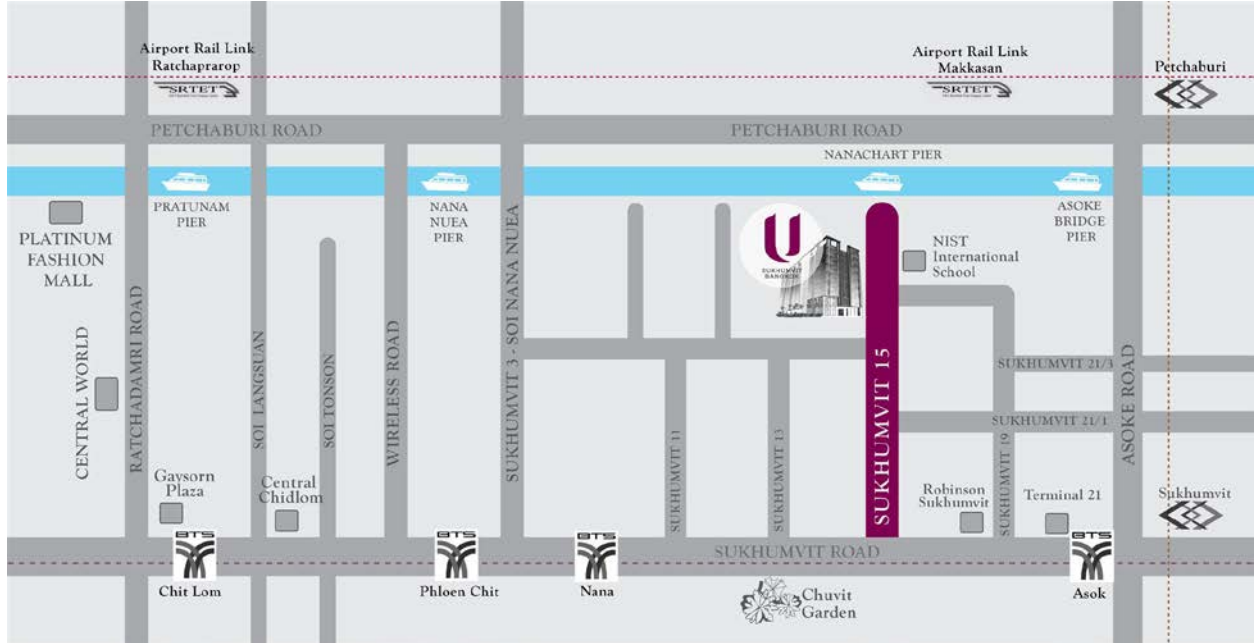 Airport Rail Link
Ratchaprarop
SRTET
Airport Rail Link
Makkasan
SRTET
Petchaburi
PETCHABURI ROAD
PETCHABURI ROAD
NANACHART PIER
PRATUNAM
PIER
NANA
NUEA
PIER
ASOKE
BRIDGE
PIER
PLATINUM
FASHION
MALL
U
SUKHUMVIT
BANGKOK
NIST
International
School
CENTRAL WORLD
RATCHADAMRI ROAD
SOI LANGSUAN
SOI TONSON
WIRELESS ROAD
SUKHUMVIT 3 - SOI NANA NUEA
SUKHUMVIT 11
SUKHUMVIT 13
SUKHUMVIT 15
SUKHUMVIT 19
SUKHUMVIT 21/3
SUKHUMVIT 21/1
ASOKE ROAD
Gaysorn
Plaza
Central
Chidlom
Robinson
Sukhumvit
Terminal 21
Sukhumvit
BTS
BTS
BTS
BTS
SUKHUMVIT ROAD
Chit Lom
Phloen Chit
Nana
Chuvit
Garden
Asok